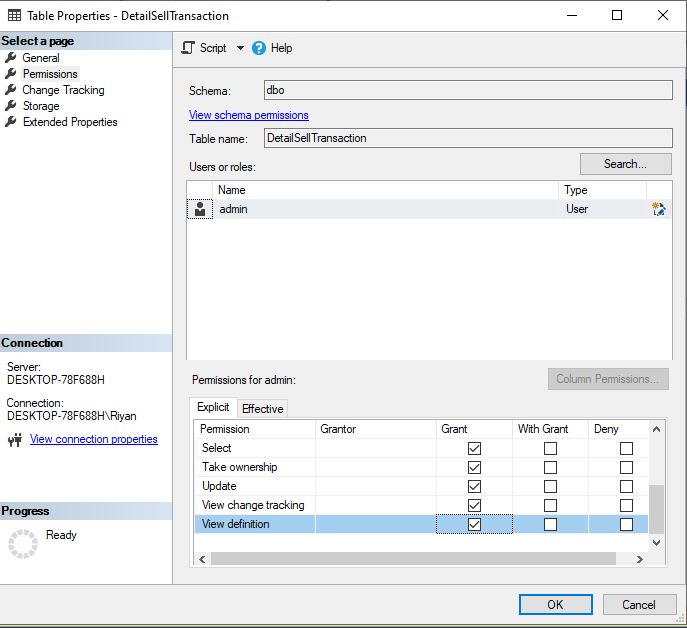 Table Properties - DetailSellTransaction
Select a page
General
Permissions
Change Tracking
Storage
Extended Properties
Connection
Server:
DESKTOP-78F688H
Connection:
DESKTOP-78F688H\Riyan
View connection properties
Progress
Ready
Script Help
Schema: dbo
View schema permissions
Table name: DetailSellTransaction
Users or roles: Search...
Name Type
admin User
Permissions for admin: Column Permissions...
Explicit Effective
Permission Grantor Grant With Grant Deny
Select
Take ownership
Update
View change tracking
View definition
OK Cancel